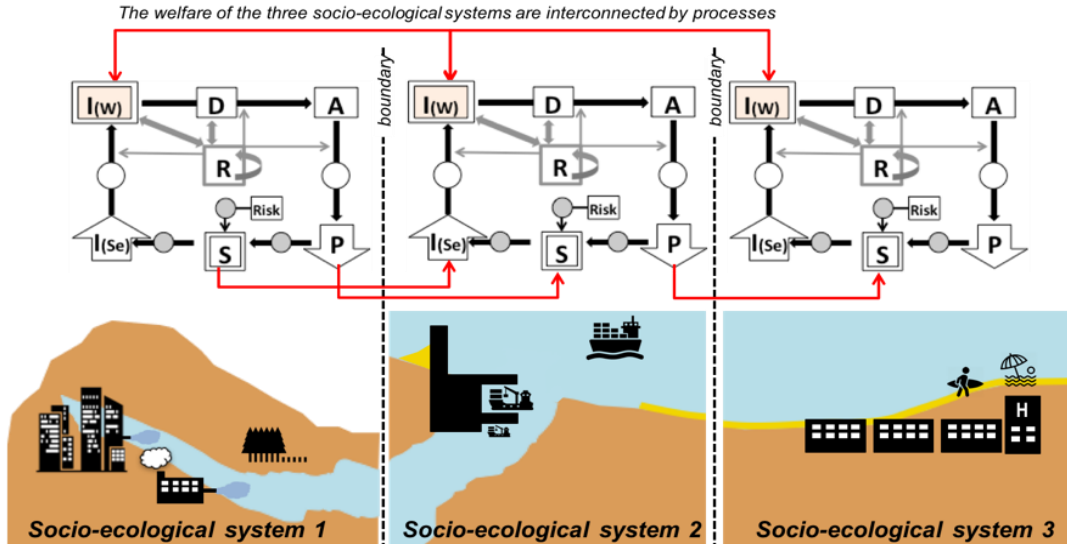 The welfare of the three socio-ecological systems are interconnected by processes
boundary
boundary
I(W) D A
R
Risk
I(Se) S P
I(W) D A
R
Risk
I(Se) S P
I(W) D A
R
Risk
I(Se) S P
H
Socio-ecological system 1
Socio-ecological system 2
Socio-ecological system 3